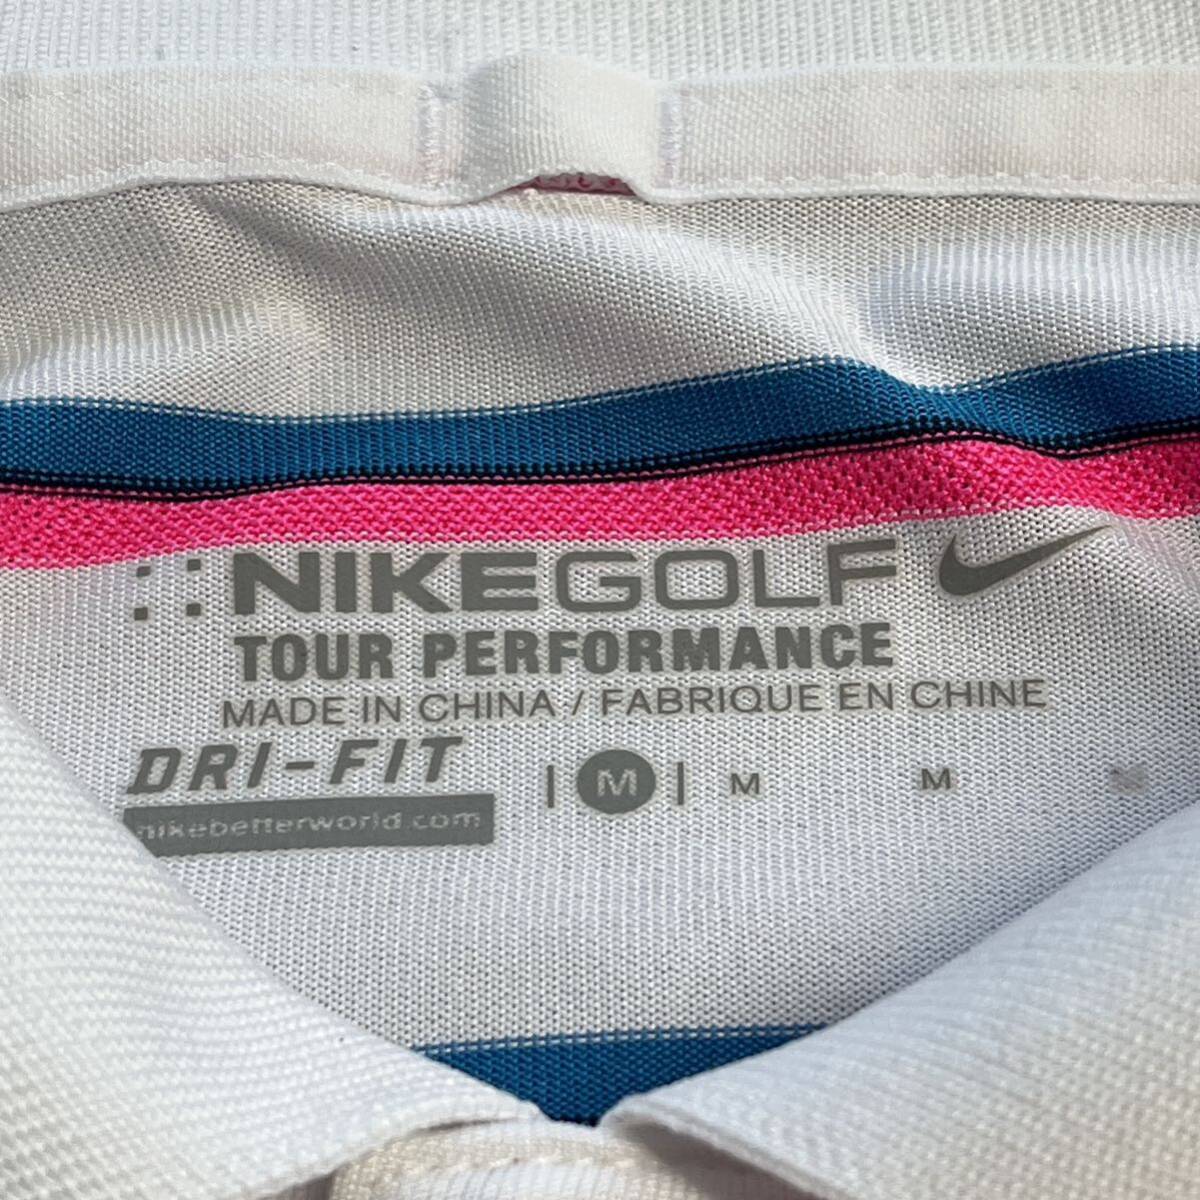 NIKEGOLF
TOUR PERFORMANCE
MADE IN CHINA / FABRIQUE EN CHINE
DRI-FIT | M | M M
nikebetterworld.com